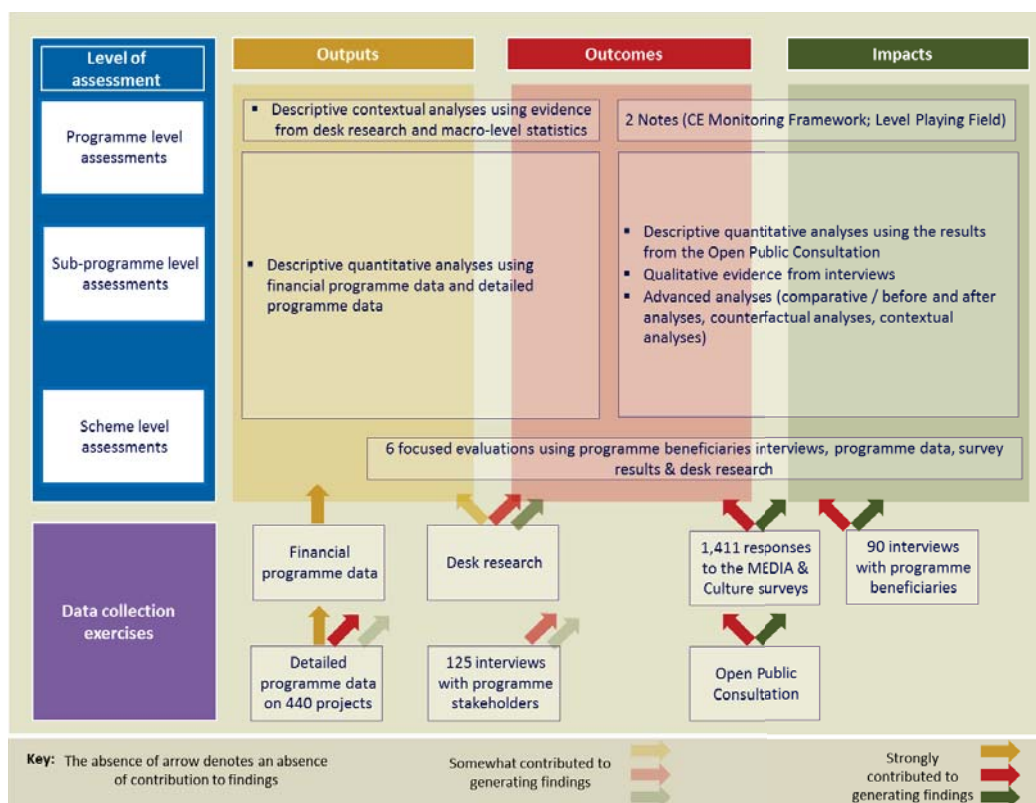 Level of
assessment
Outputs
Outcomes
Impacts
Programme level
assessments
▪ Descriptive contextual analyses using evidence
from desk research and macro-level statistics
2 Notes (CE Monitoring Framework; Level Playing Field)
Sub-programme level
assessments
▪ Descriptive quantitative analyses using
financial programme data and detailed
programme data
▪ Descriptive quantitative analyses using the results
from the Open Public Consultation
▪ Qualitative evidence from interviews
▪ Advanced analyses (comparative / before and
after analyses, counterfactual analyses, contextual
analyses)
Scheme level
assessments
6 focused evaluations using programme beneficiaries interviews, programme data, survey
results & desk research
Data collection
exercises
Financial
programme data
Desk research
1,411 responses
to the MEDIA &
Culture surveys
90 interviews
with programme
beneficiaries
Detailed
programme data
on 440 projects
125 interviews
with programme
stakeholders
Open Public
Consultation
Key: The absence of arrow denotes an absence
of contribution to findings
Somewhat contributed to
generating findings
Strongly
contributed to
generating findings